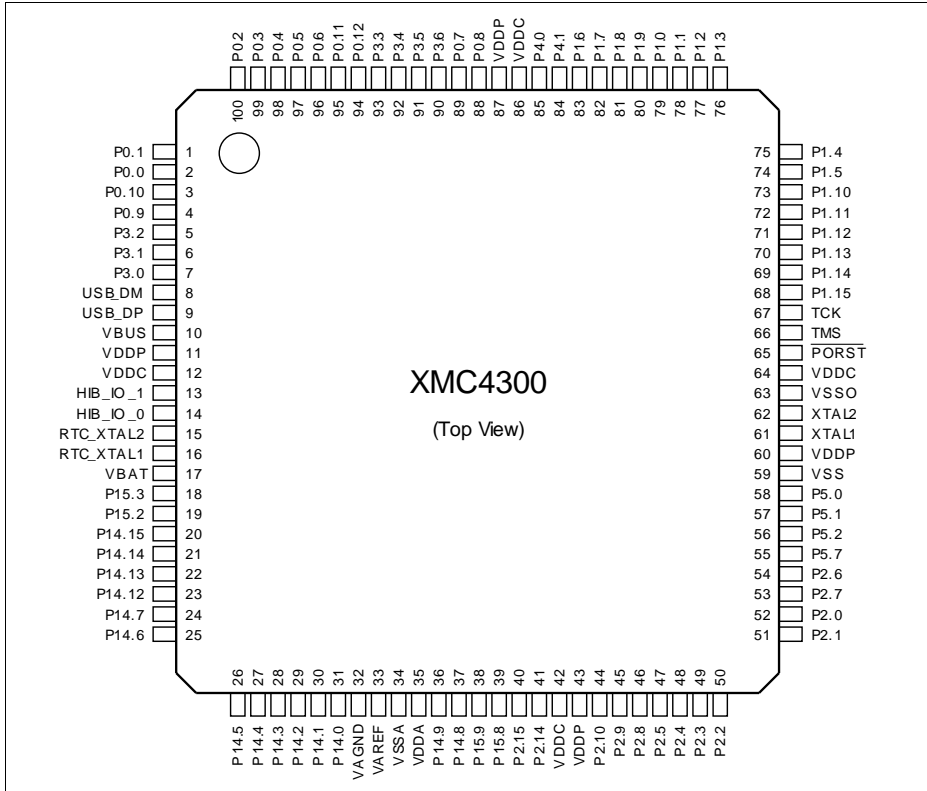 P0.2 P0.3 P0.4 P0.5 P0.6 P0.11 P0.12 P3.3 P3.4 P3.5 P3.6 P0.7 P0.8 VDDP VDDC P4.0 P4.1 P1.6 P1.7 P1.8 P1.9 P1.0 P1.1 P1.2 P1.3
100 99 98 97 96 95 94 93 92 91 90 89 88 87 86 85 84 83 82 81 80 79 78 77 76
P0.1 1 75 P1.4
P0.0 2 74 P1.5
P0.10 3 73 P1.10
P0.9 4 72 P1.11
P3.2 5 71 P1.12
P3.1 6 70 P1.13
P3.0 7 69 P1.14
USB_DM 8 68 P1.15
USB_DP 9 67 TCK
VBUS 10 66 TMS
VDDP 11 65 PORST
VDDC 12 64 VDDC
HIB_IO_1 13 63 VSSO
HIB_IO_0 14 62 XTAL2
RTC_XTAL2 15 61 XTAL1
RTC_XTAL1 16 60 VDDP
VBAT 17 59 VSS
P15.3 18 58 P5.0
P15.2 19 57 P5.1
P14.15 20 56 P5.2
P14.14 21 55 P5.7
P14.13 22 54 P2.6
P14.12 23 53 P2.7
P14.7 24 52 P2.0
P14.6 25 51 P2.1
XMC4300
(Top View)
26 27 28 29 30 31 32 33 34 35 36 37 38 39 40 41 42 43 44 45 46 47 48 49 50
P14.5 P14.4 P14.3 P14.2 P14.1 P14.0 VAGND VAREF VSSA VDDA P14.9 P14.8 P15.9 P15.8 P2.15 P2.14 VDDC VDDP P2.10 P2.9 P2.8 P2.5 P2.4 P2.3 P2.2